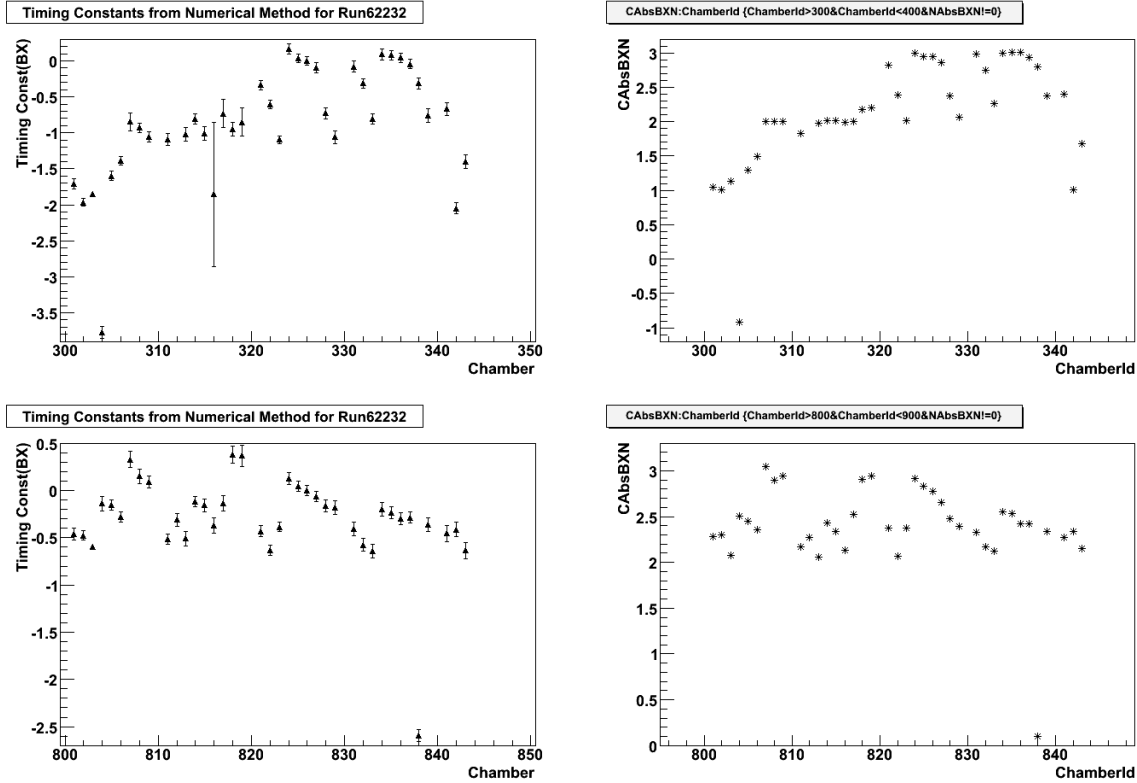 Timing Constants from Numerical Method for Run62232
Timing Const(BX)
0
-0.5
-1
-1.5
-2
-2.5
-3
-3.5
300 310 320 330 340 350
Chamber
CAbsBXN:ChamberId {ChamberId>300&ChamberId<400&NAbsBXN!=0}
CAbsBXN
3
2.5
2
1.5
1
0.5
0
-0.5
-1
300 310 320 330 340
ChamberId
Timing Constants from Numerical Method for Run62232
Timing Const(BX)
0.5
0
-0.5
-1
-1.5
-2
-2.5
800 810 820 830 840 850
Chamber
CAbsBXN:ChamberId {ChamberId>800&ChamberId<900&NAbsBXN!=0}
CAbsBXN
3
2.5
2
1.5
1
0.5
0
800 810 820 830 840
ChamberId